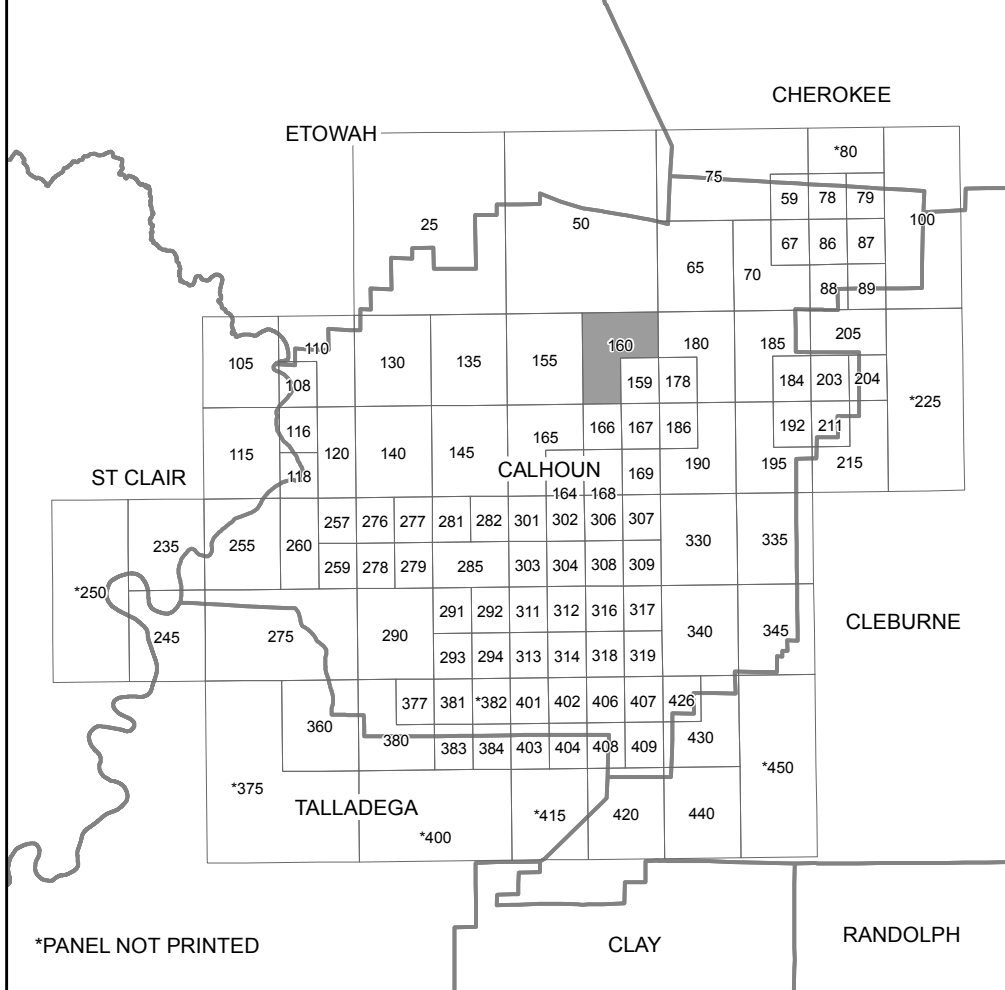 CHEROKEE
ETOWAH
*80
75
59 78 79
25 50 100
67 86 87
65 70
88 89
110 160 180 185 205
105 130 135 155
108 159 178 184 203 204
*225
116 166 167 186 192 211
115 120 140 145 165
CALHOUN 169 190 195 215
ST CLAIR 118
164 168
257 276 277 281 282 301 302 306 307
235 255 260 330 335
259 278 279 285 303 304 308 309
*250
291 292 311 312 316 317
245 275 290 340 345 CLEBURNE
293 294 313 314 318 319
377 381 *382 401 402 406 407 426
360 380 430
383 384 403 404 408 409
*375 *450
TALLADEGA *415 420 440
*400
*PANEL NOT PRINTED CLAY RANDOLPH